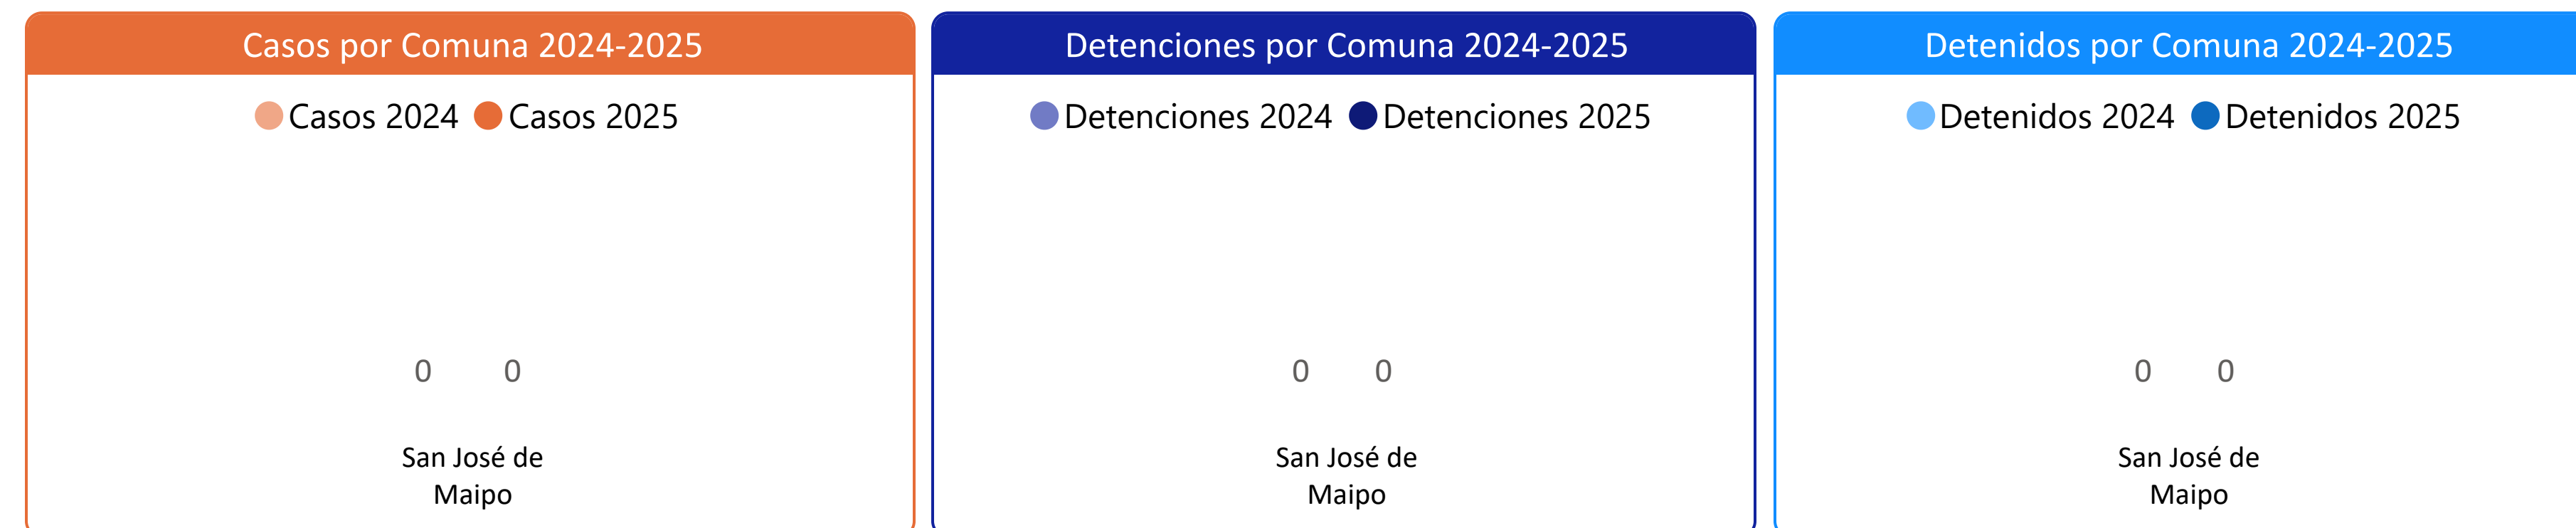 Casos por Comuna 2024-2025
Casos 2024 Casos 2025
0 0
San José de
Maipo
Detenciones por Comuna 2024-2025
Detenciones 2024 Detenciones 2025
0 0
San José de
Maipo
Detenidos por Comuna 2024-2025
Detenidos 2024 Detenidos 2025
0 0
San José de
Maipo